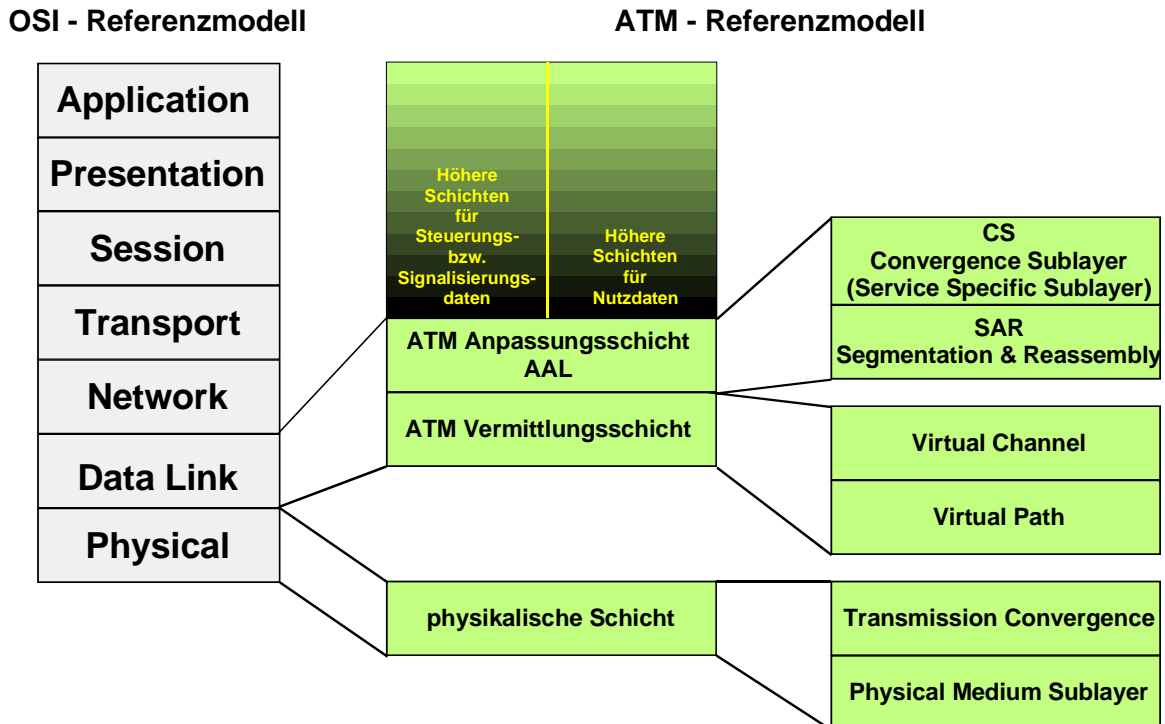 OSI - Referenzmodell
ATM - Referenzmodell
Application
Presentation
Session
Transport
Network
Data Link
Physical
Höhere
Schichten
für
Steuerungs-
bzw.
Signalisierungs-
daten
Höhere
Schichten
für
Nutzdaten
ATM Anpassungsschicht
AAL
ATM Vermittlungsschicht
physikalische Schicht
CS
Convergence Sublayer
(Service Specific Sublayer)
SAR
Segmentation & Reassembly
Virtual Channel
Virtual Path
Transmission Convergence
Physical Medium Sublayer